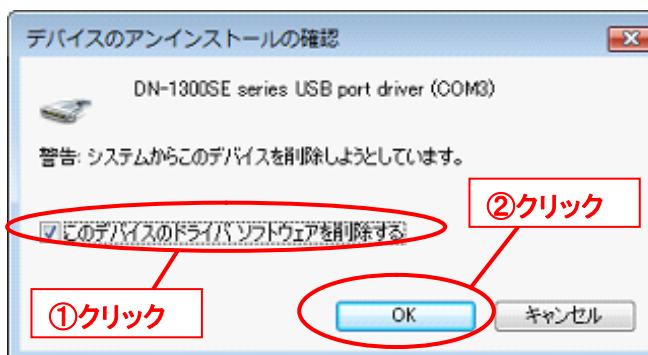 デバイスのアンインストールの確認
DN-1300SE series USB port driver (COM3)
警告: システムからこのデバイスを削除しようとしています。
②クリック
このデバイスのドライバ ソフトウェアを削除する
①クリック
OK
キャンセル